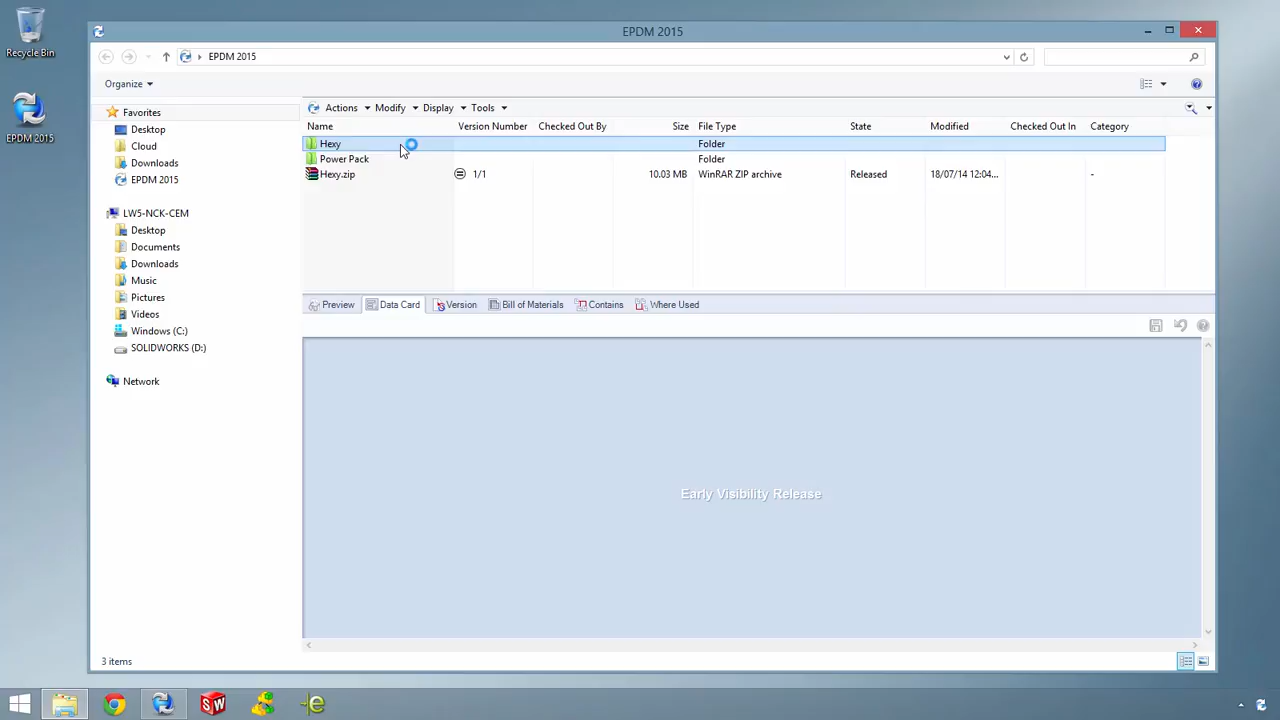 Recycle Bin
EPDM 2015
EPDM 2015
EPDM 2015
Organize
Favorites
Desktop
Cloud
Downloads
EPDM 2015
LW5-NCK-CEM
Desktop
Documents
Downloads
Music
Pictures
Videos
Windows (C:)
SOLIDWORKS (D:)
Network
Actions Modify Display Tools
Name Version Number Checked Out By Size File Type State Modified Checked Out In Category
Hexy Folder
Power Pack Folder
Hexy.zip 1/1 10.03 MB WinRAR ZIP archive Released 18/07/14 12:04... -
Preview Data Card Version Bill of Materials Contains Where Used
Early Visibility Release
3 items
SW
e